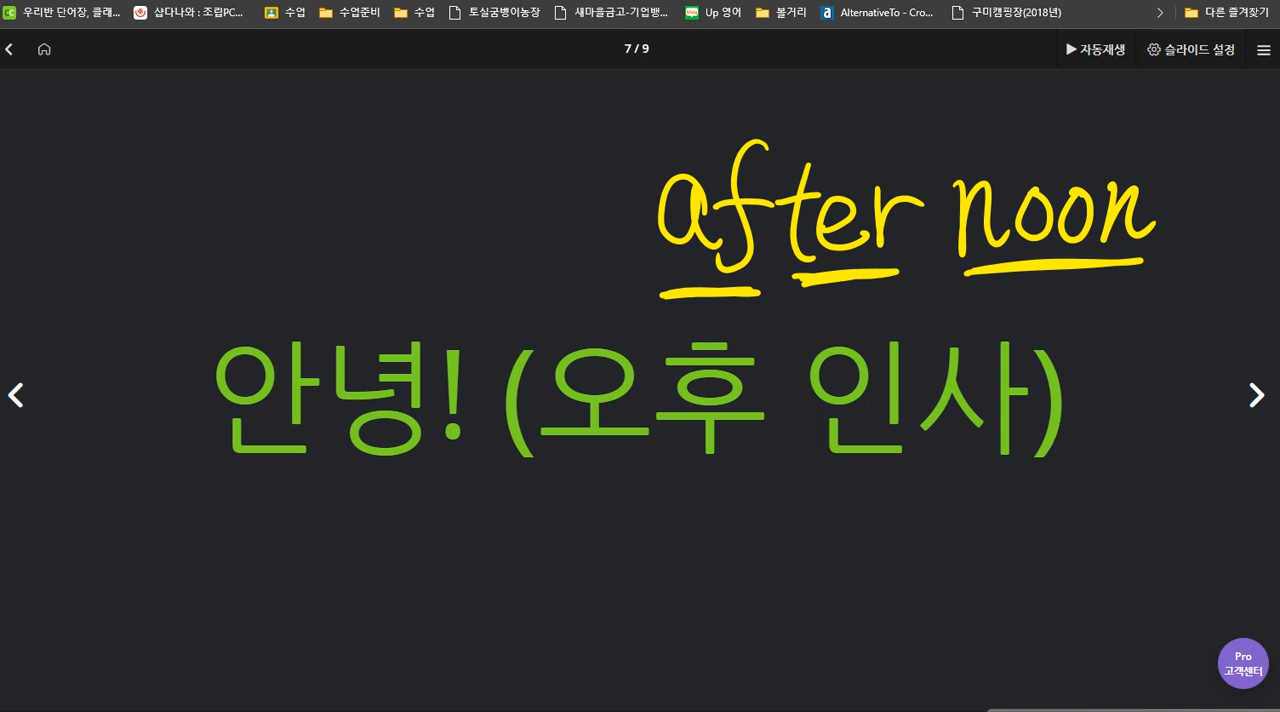 우리반 단어장, 클래... 샵다나와 : 조립PC... 수업 수업준비 수업 토실굼벵이농장 새마을금고-기업뱅... Up 영어 볼거리 AlternativeTo - Cro... 구미캠핑장(2018년) 다른 즐겨찾기
7 / 9 자동재생 슬라이드 설정
after noon
안녕! (오후 인사)
Pro
고객센터